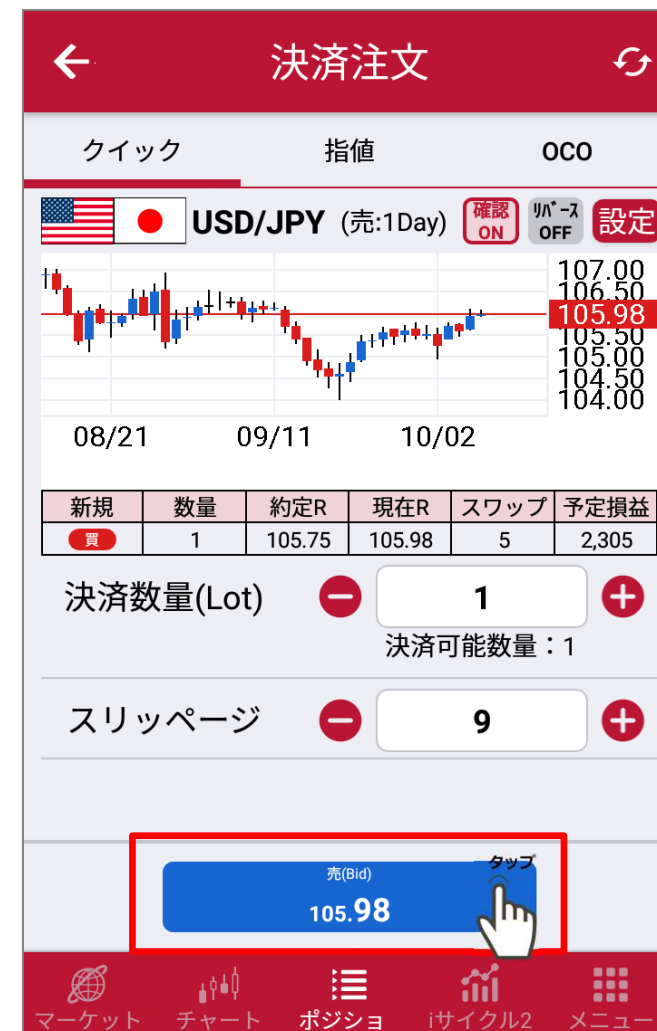 決済注文
クイック 指値 OCO
USD/JPY (売:1Day) 確認 ON リバース OFF 設定
107.00
106.50
105.98
105.50
105.00
104.50
104.00
08/21 09/11 10/02
新規 数量 約定R 現在R スワップ 予定損益
買 1 105.75 105.98 5 2,305
決済数量(Lot) 1
決済可能数量：1
スリッページ 9
タップ
売(Bid)
105.98
マーケット チャート ポジショ iサイクル2 メニュー